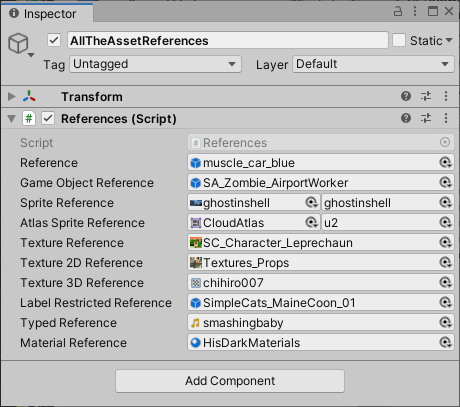 Inspector
AllTheAssetReferences Static
Tag Untagged Layer Default
Transform
# References (Script)
Script # References
Reference muscle_car_blue
Game Object Reference SA_Zombie_AirportWorker
Sprite Reference ghostinshell ghostinshell
Atlas Sprite Reference CloudAtlas u2
Texture Reference SC_Character_Leprechaun
Texture 2D Reference Textures_Props
Texture 3D Reference chihiro007
Label Restricted Reference SimpleCats_MaineCoon_01
Typed Reference smashingbaby
Material Reference HisDarkMaterials
Add Component